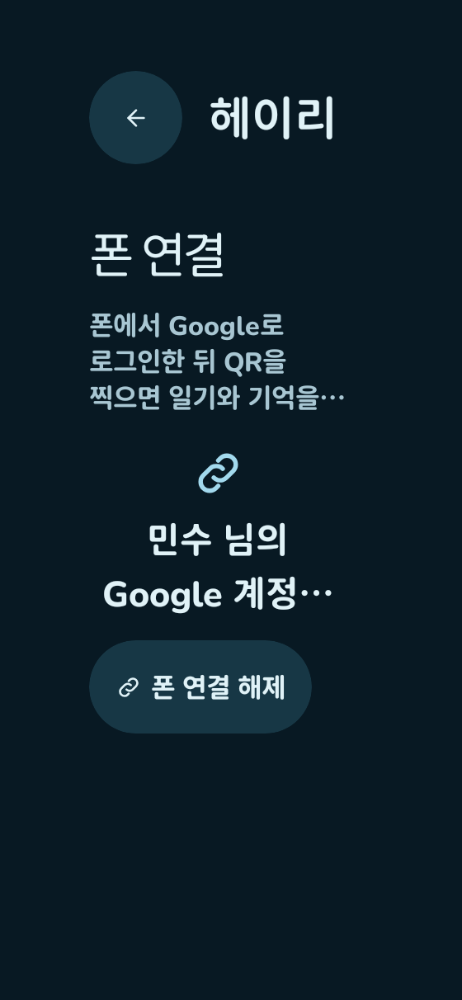 헤이리
폰 연결
폰에서 Google로
로그인한 뒤 QR을
찍으면 일기와 기억을…
민수 님의
Google 계정…
폰 연결 해제